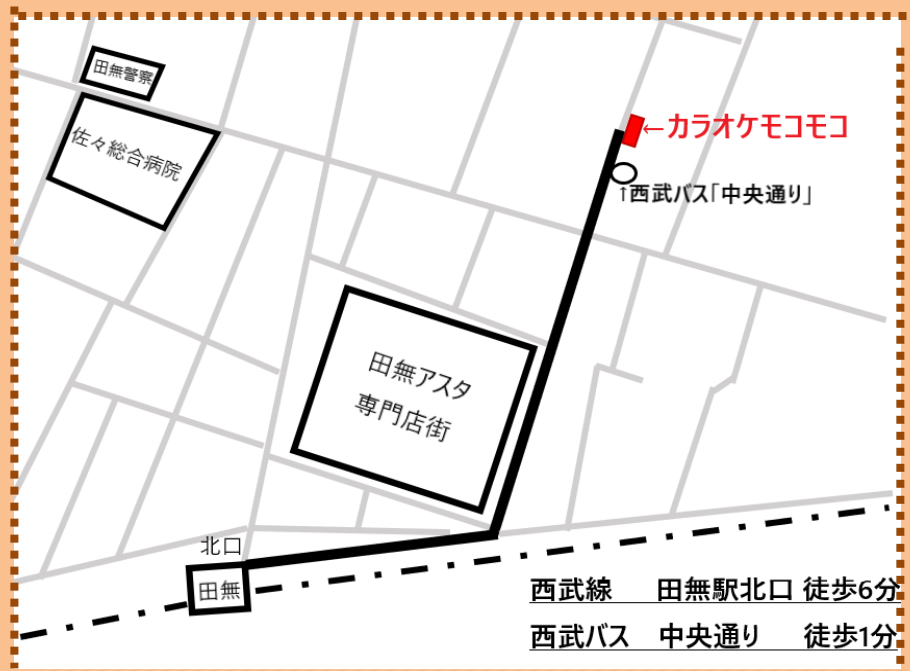 田無警察
佐々総合病院
←カラオケモコモコ
↑西武バス「中央通り」
田無アスタ
専門店街
北口
田無
西武線 田無駅北口 徒歩6分
西武バス 中央通り 徒歩1分